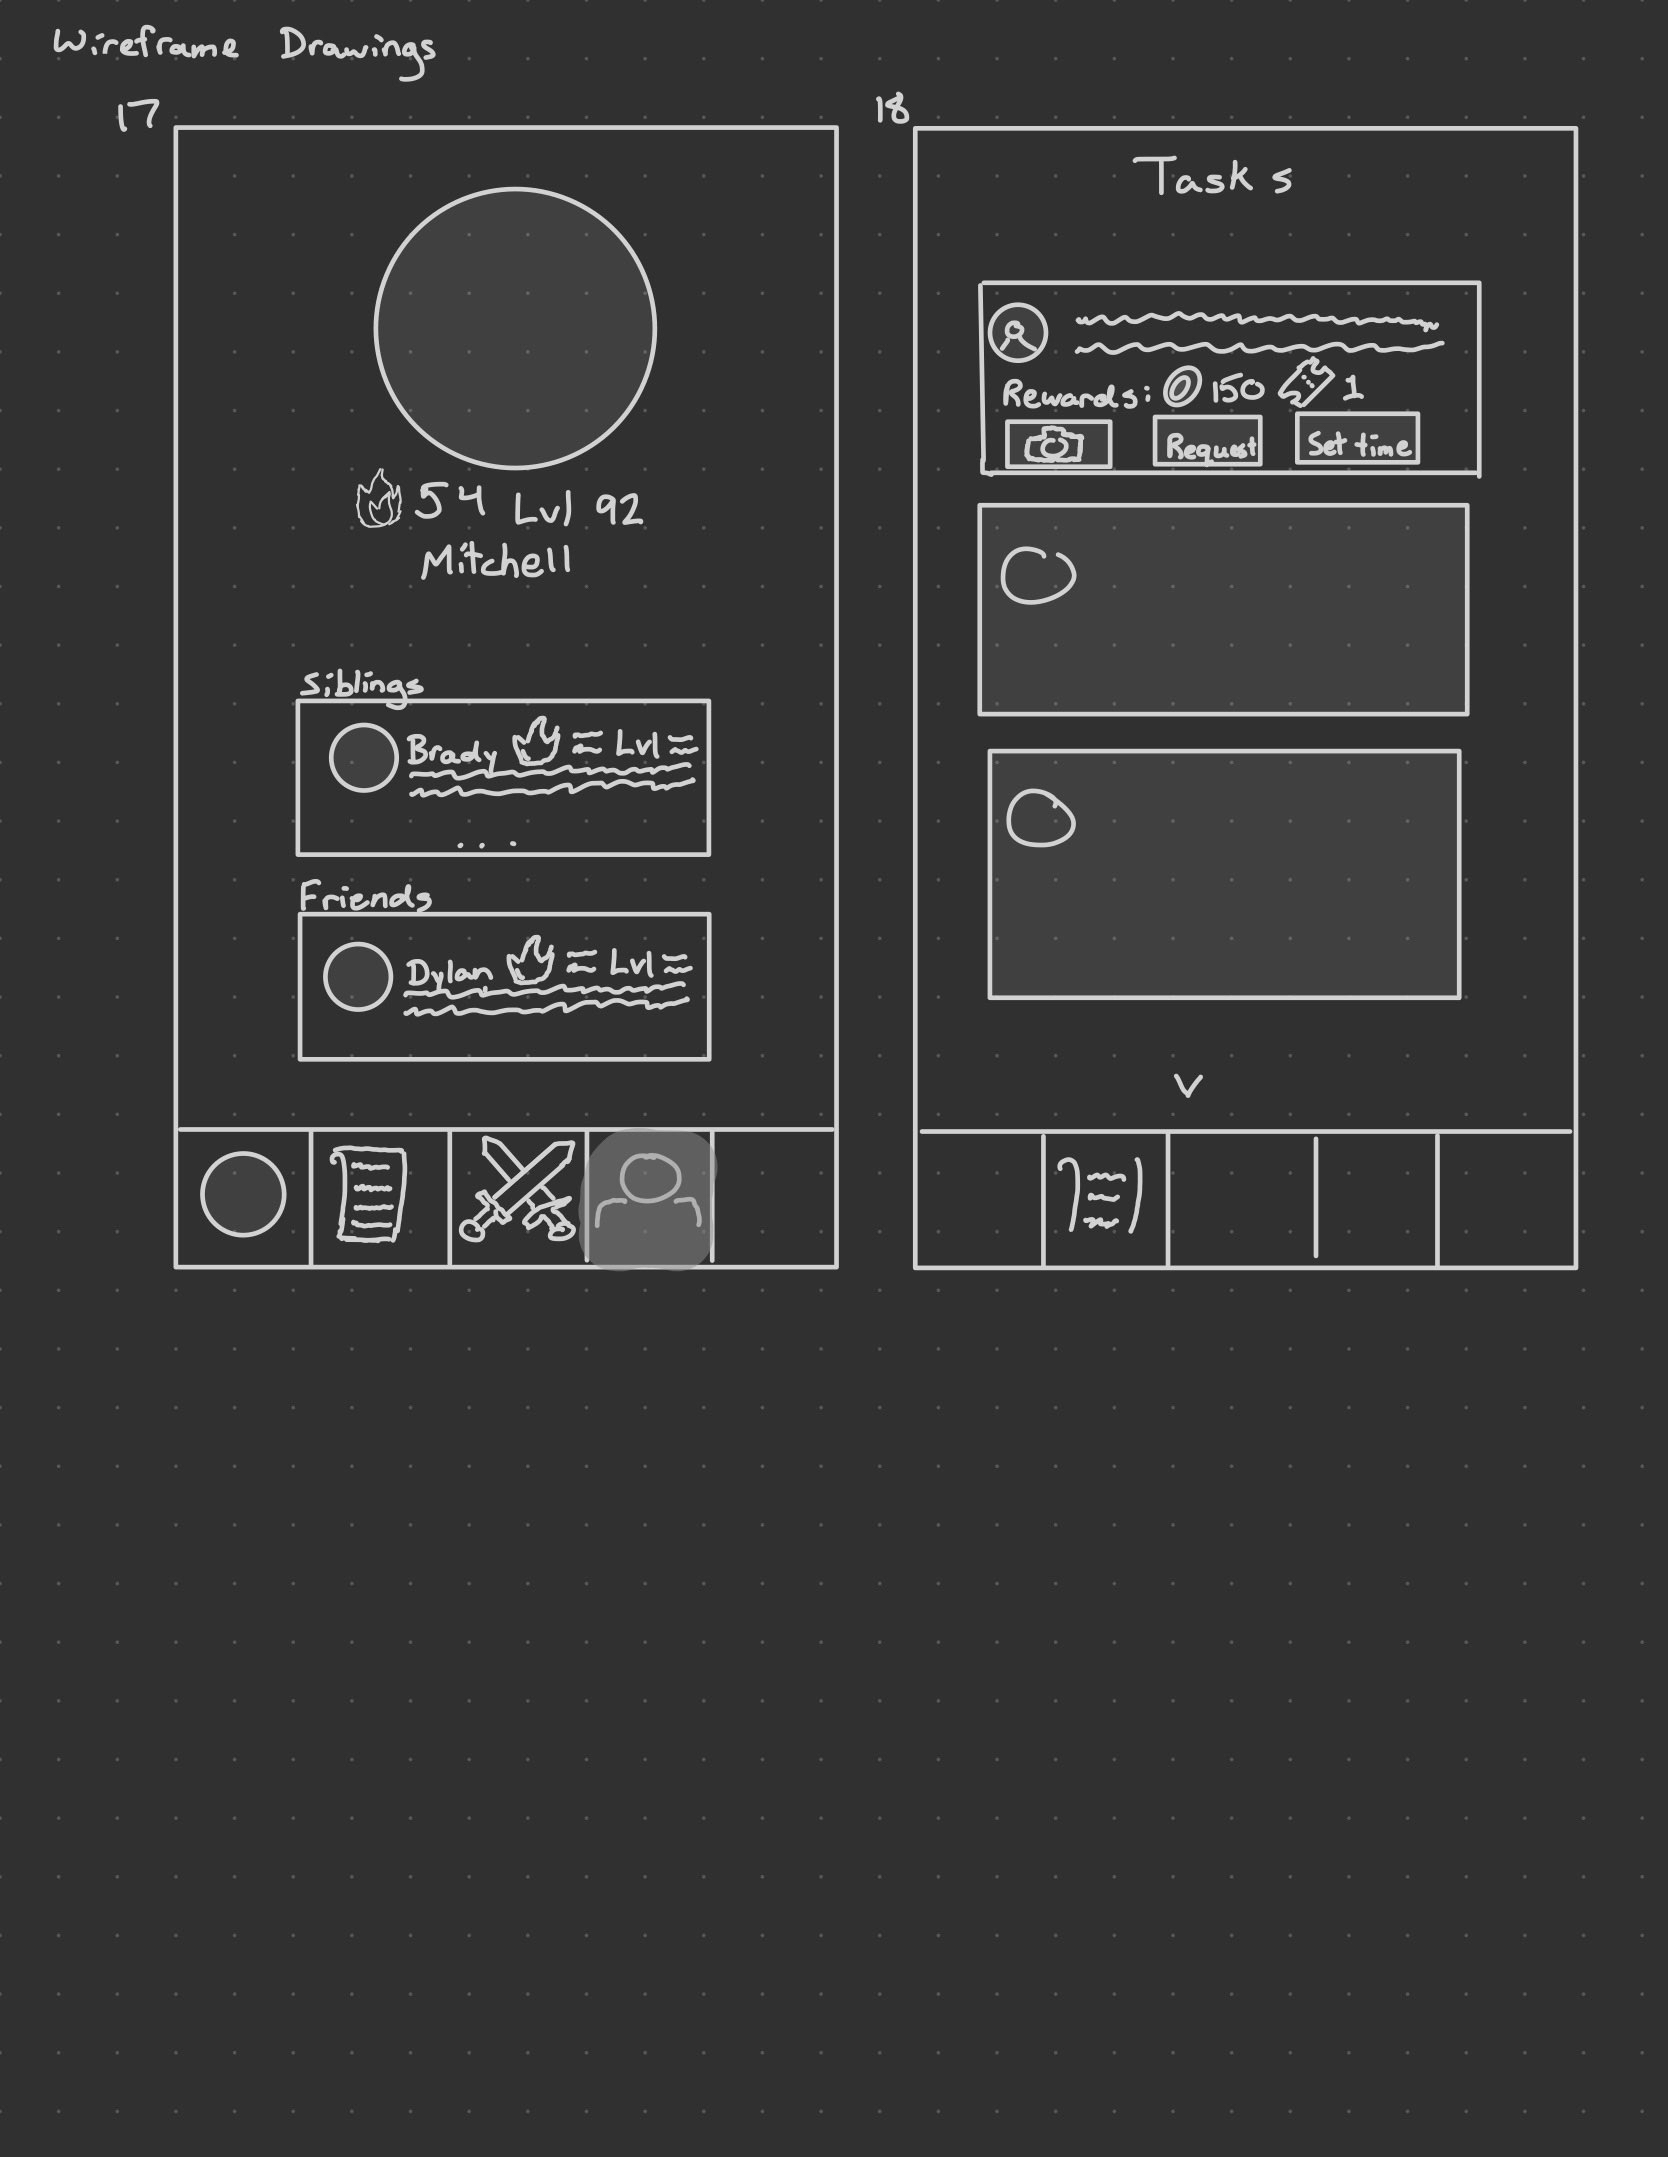 Wireframe Drawings
17
54 Lvl 92
Mitchell
Siblings
Brady Lvl
...
Friends
Dylan Lvl
18
Tasks
Rewards: 150 1
Request
Set time